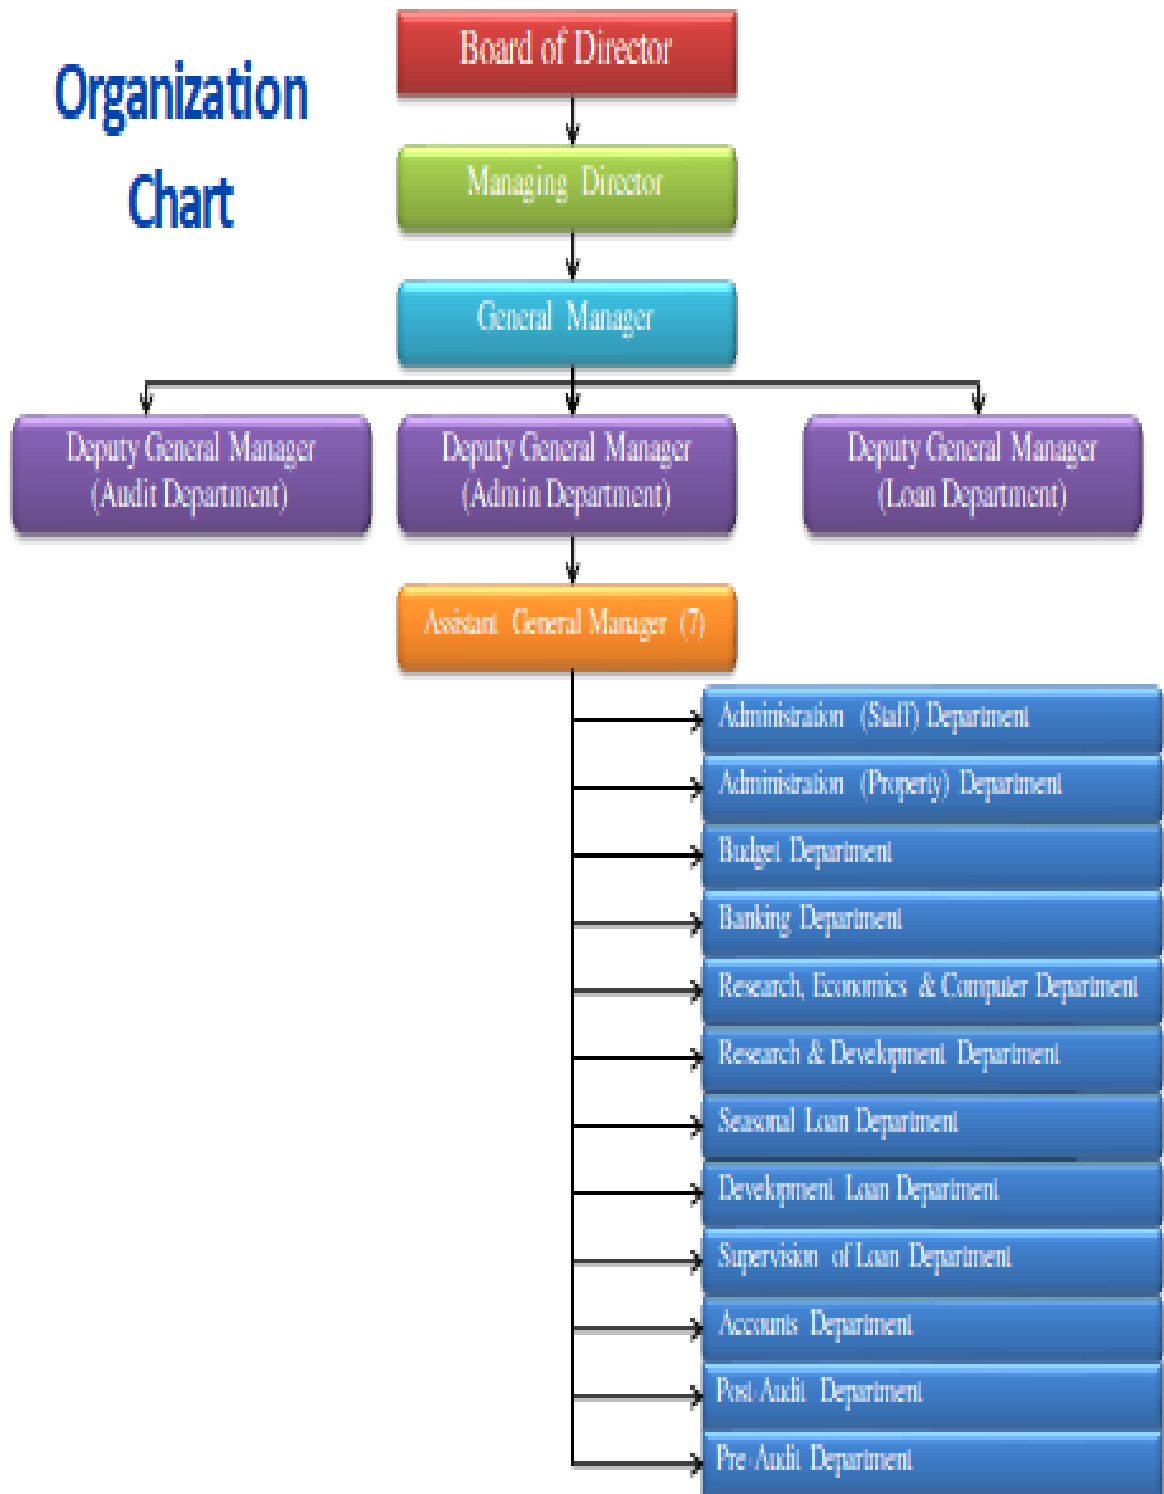 Organization
Chart
Board of Director
Managing Director
General Manager
Deputy General Manager
(Audit Department)
Deputy General Manager
(Admin Department)
Deputy General Manager
(Loan Department)
Assistant General Manager (7)
Administration (Staff) Department
Administration (Property) Department
Budget Department
Banking Department
Research, Economics & Computer Department
Research & Development Department
Seasonal Loan Department
Development Loan Department
Supervision of Loan Department
Accounts Department
Post-Audit Department
Pre-Audit Department